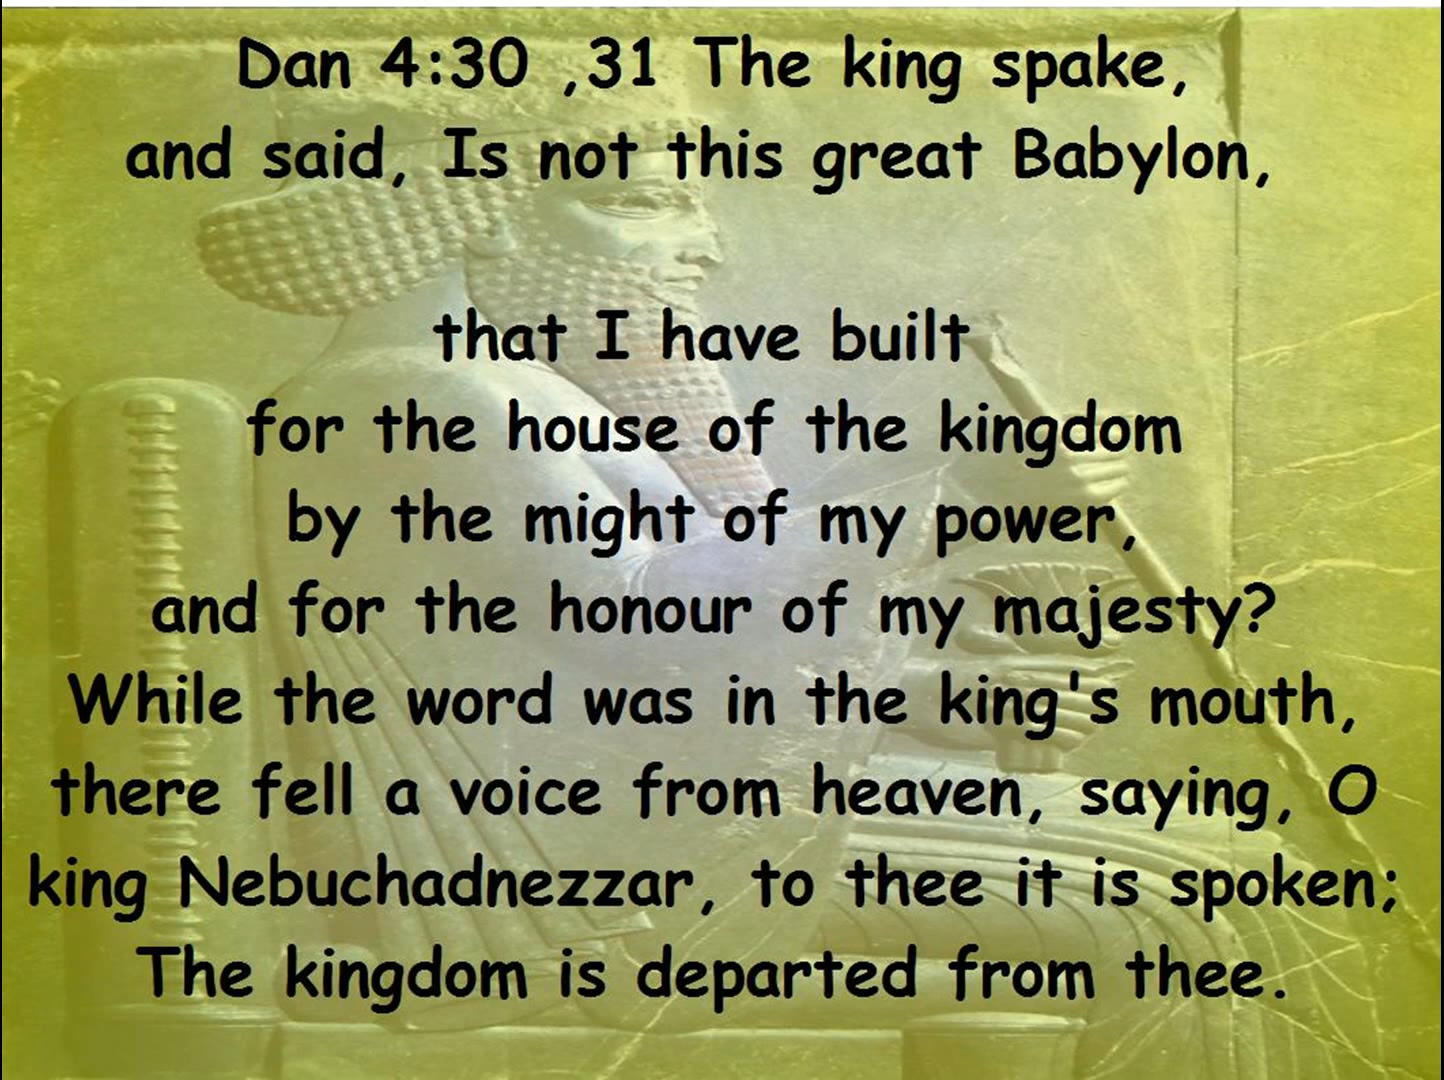 Dan 4:30 ,31 The king spake,
and said, Is not this great Babylon,
that I have built
for the house of the kingdom
by the might of my power,
and for the honour of my majesty?
While the word was in the king's mouth,
there fell a voice from heaven, saying, O
king Nebuchadnezzar, to thee it is spoken;
The kingdom is departed from thee.